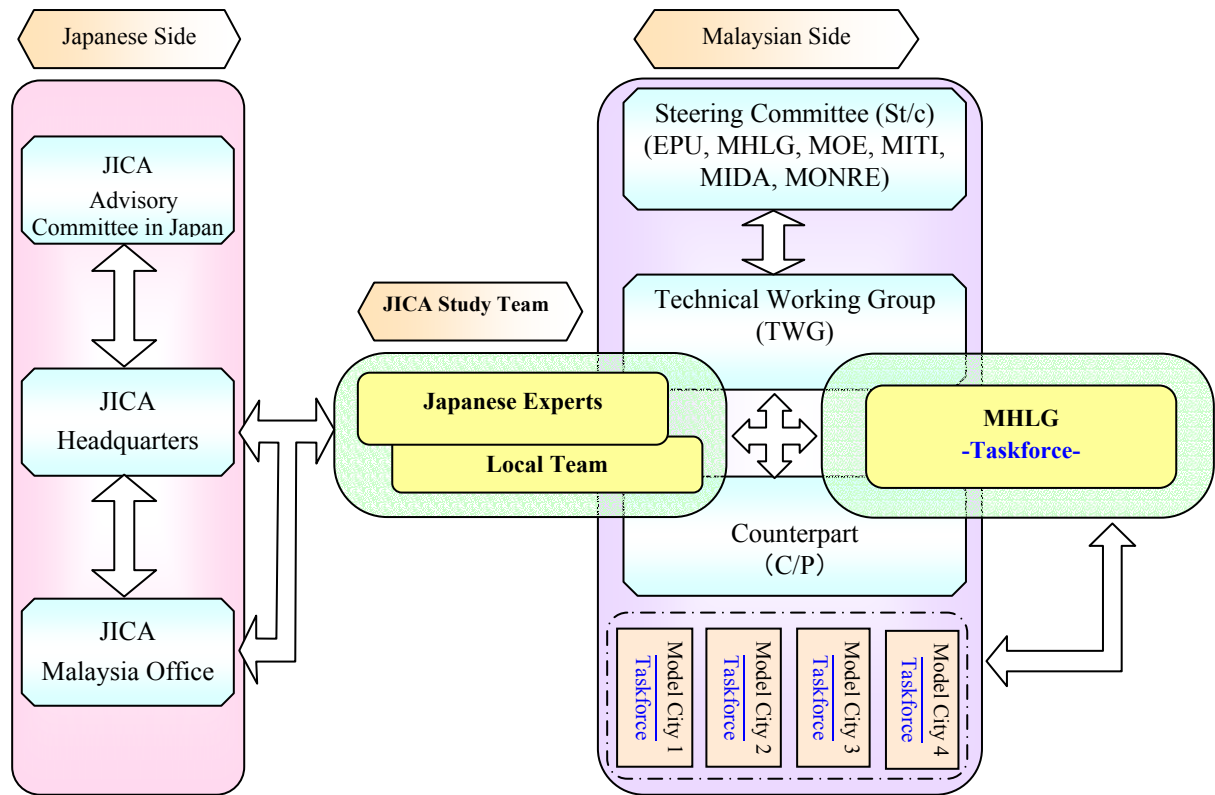 Japanese Side
Malaysian Side
JICA
Advisory
Committee in Japan
JICA
Headquarters
JICA
Malaysia Office
JICA Study Team
Japanese Experts
Local Team
Steering Committee (St/c)
(EPU, MHLG, MOE, MITI,
MIDA, MONRE)
Technical Working Group
(TWG)
MHLG
-Taskforce-
Counterpart
（C/P）
Model City 1
Taskforce
Model City 2
Taskforce
Model City 3
Taskforce
Model City 4
Taskforce